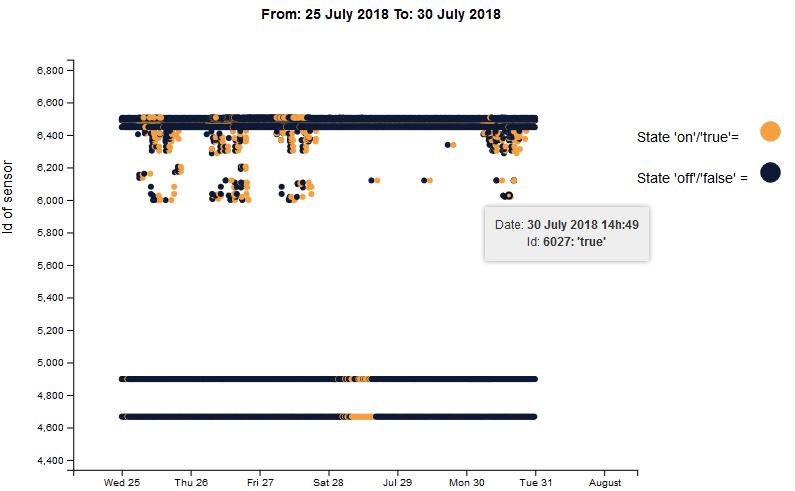 From: 25 July 2018 To: 30 July 2018
6,800
6,600
6,400
6,200
6,000
5,800
5,600
5,400
5,200
5,000
4,800
4,600
4,400
Id of sensor
State 'on'/'true'=
State 'off'/'false' =
Date: 30 July 2018 14h:49
Id: 6027: 'true'
Wed 25 Thu 26 Fri 27 Sat 28 Jul 29 Mon 30 Tue 31 August